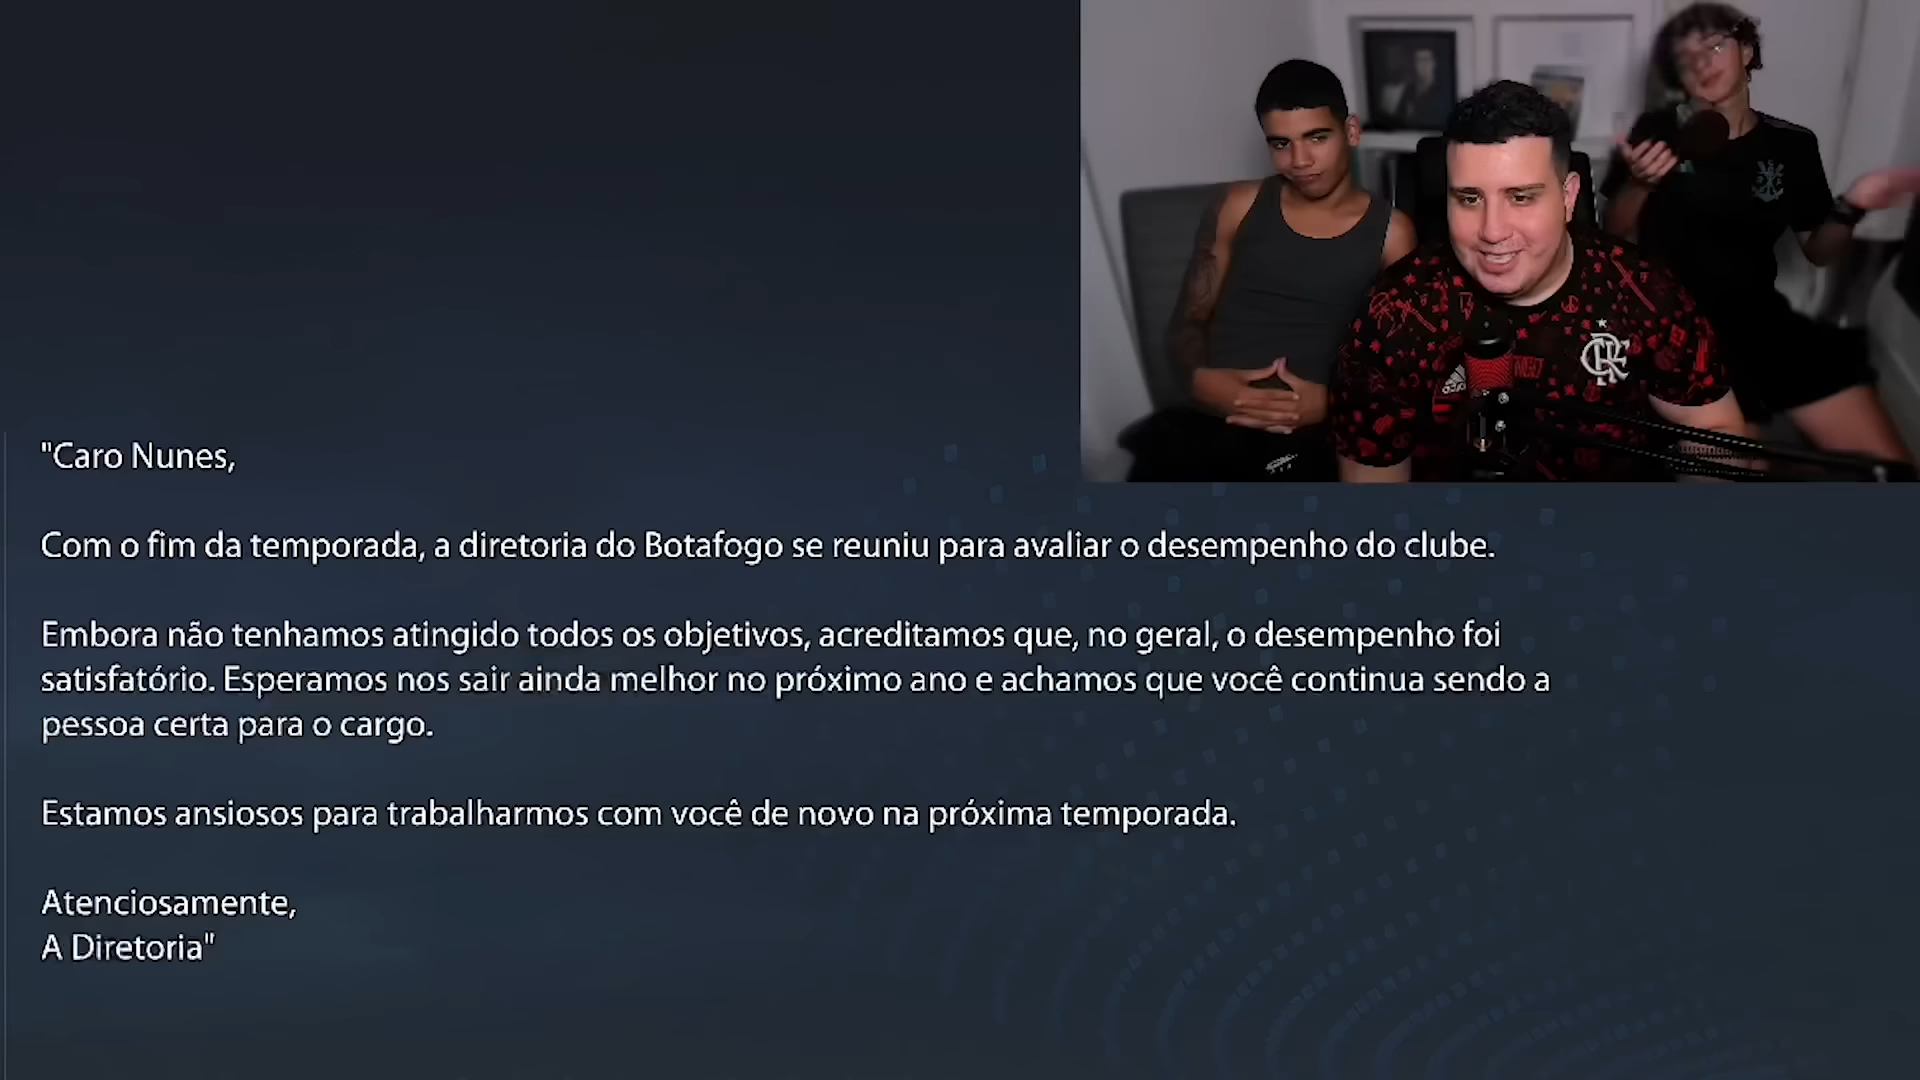 "Caro Nunes,
Com o fim da temporada, a diretoria do Botafogo se reuniu para avaliar o desempenho do clube.
Embora não tenhamos atingido todos os objetivos, acreditamos que, no geral, o desempenho foi
satisfatório. Esperamos nos sair ainda melhor no próximo ano e achamos que você continua sendo a
pessoa certa para o cargo.
Estamos ansiosos para trabalharmos com você de novo na próxima temporada.
Atenciosamente,
A Diretoria"